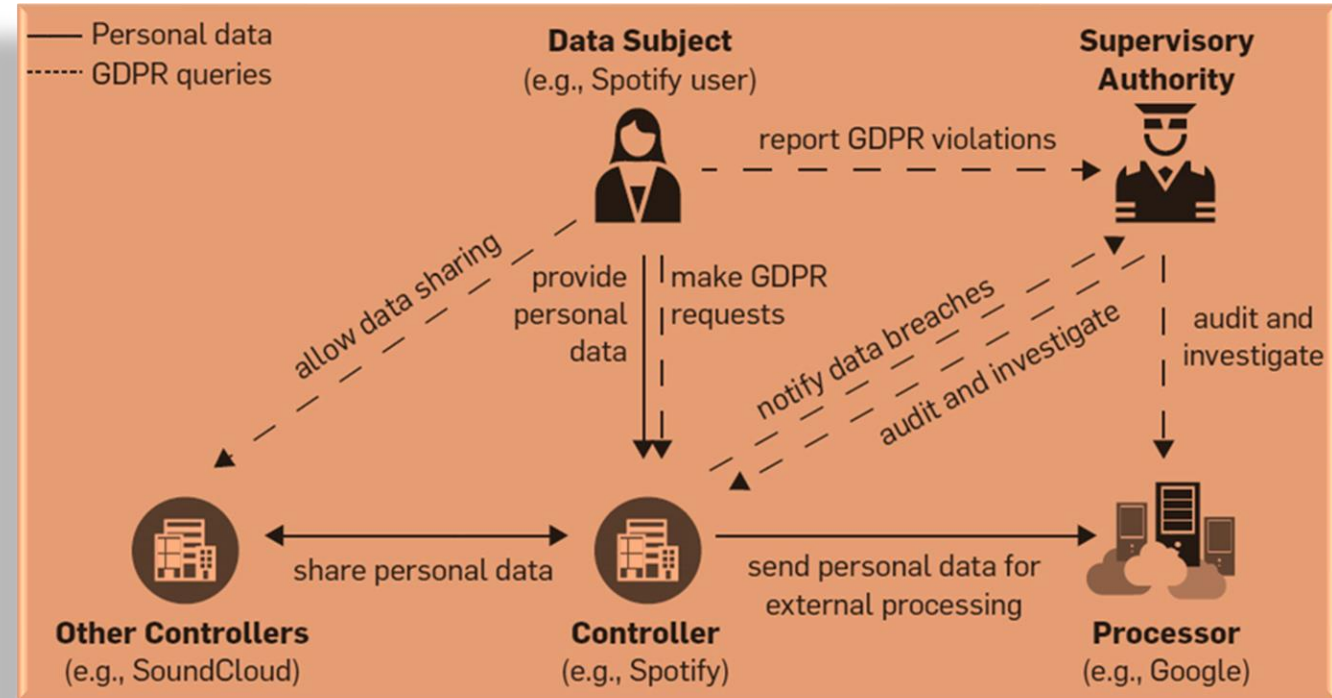 Personal data
GDPR queries
Data Subject
(e.g., Spotify user)
Supervisory
Authority
report GDPR violations
allow data sharing
provide
personal
data
make GDPR
requests
notify data breaches
audit and investigate
audit and
investigate
share personal data
send personal data for
external processing
Other Controllers
(e.g., SoundCloud)
Controller
(e.g., Spotify)
Processor
(e.g., Google)